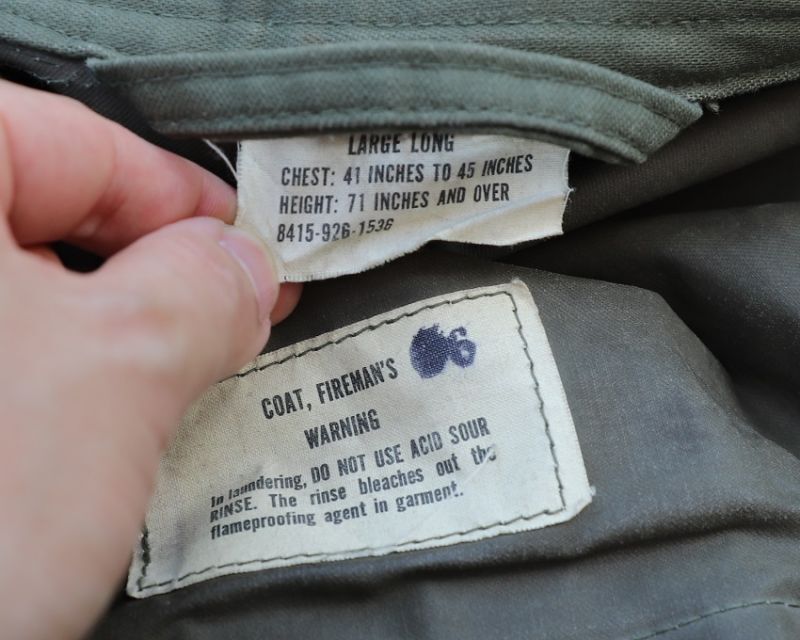 LARGE LONG
CHEST: 41 INCHES TO 45 INCHES
HEIGHT: 71 INCHES AND OVER
8415-926-1536
6
COAT, FIREMAN'S
WARNING
In laundering, DO NOT USE ACID SOUR
RINSE. The rinse bleaches out the
flameproofing agent in garment.